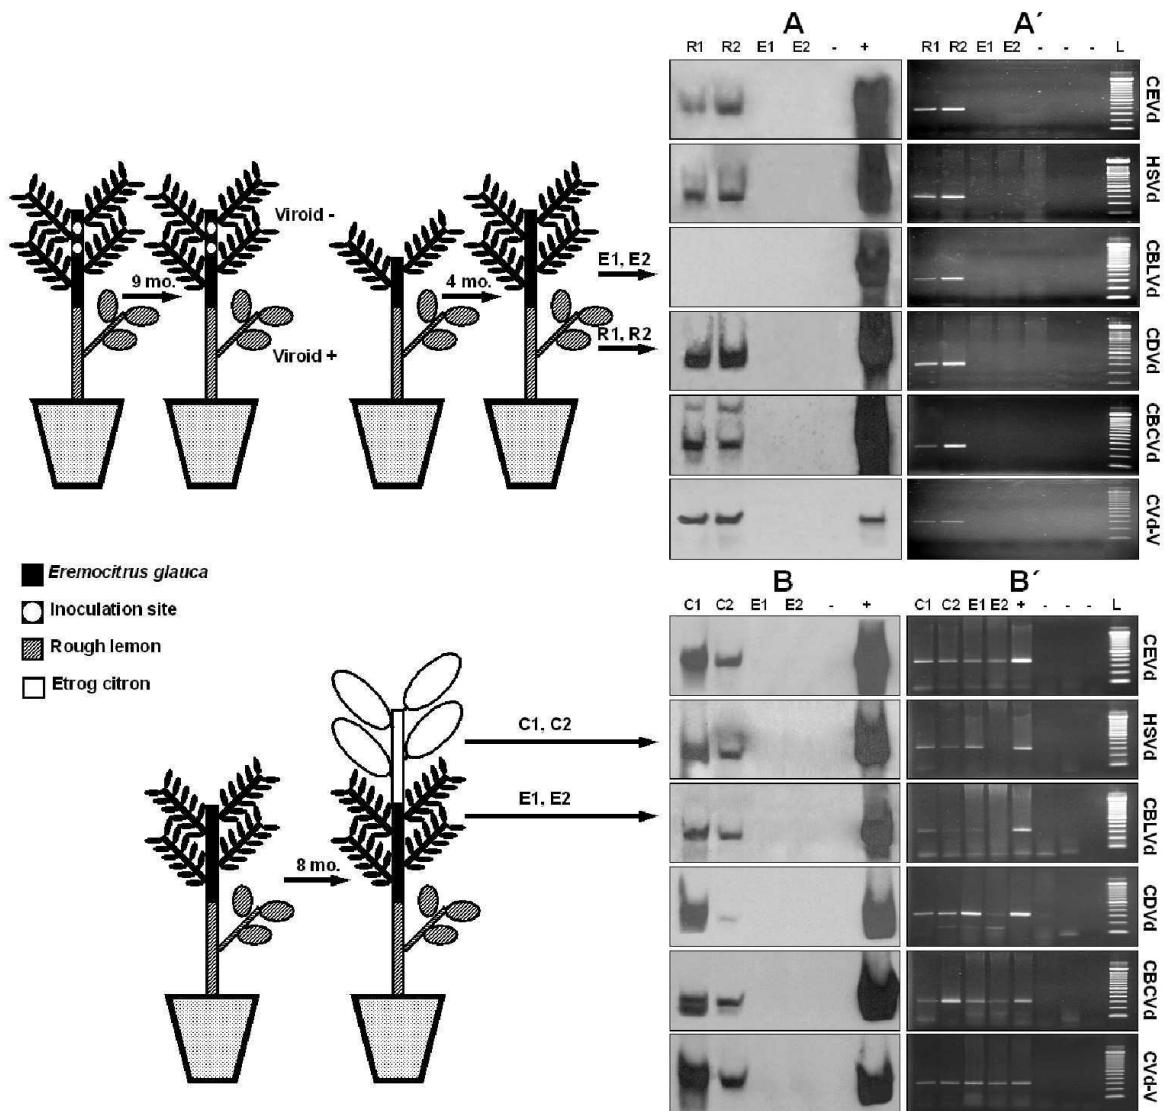 A
A´
R1 R2 E1 E2 - +
R1 R2 E1 E2 - - - L
CEVd
HSVd
CBLVd
CDVd
CBCVd
CVd-V
Viroid -
9 mo.
4 mo.
E1, E2
R1, R2
Viroid +
Eremocitrus glauca
Inoculation site
Rough lemon
Etrog citron
B
B´
C1 C2 E1 E2 - +
C1 C2 E1 E2 + - - - L
CEVd
HSVd
CBLVd
CDVd
CBCVd
CVd-V
C1, C2
E1, E2
8 mo.